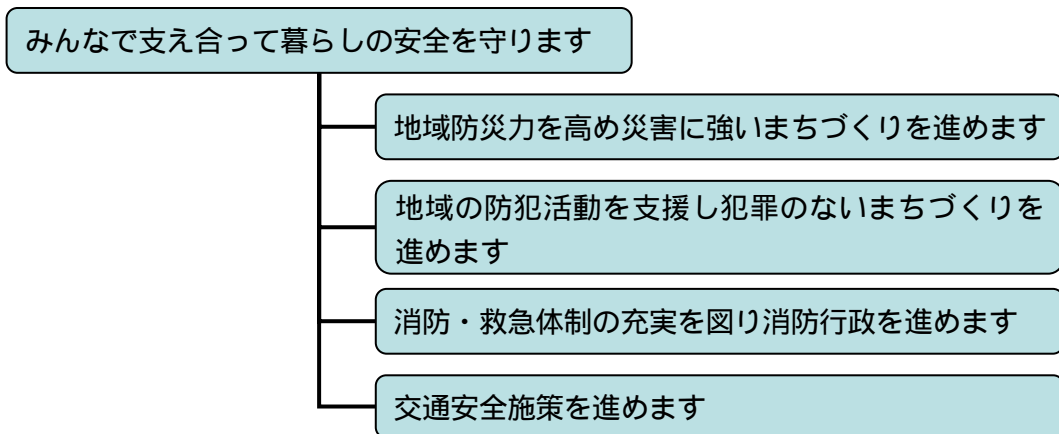 みんなで支え合って暮らしの安全を守ります
地域防災力を高め災害に強いまちづくりを進めます
地域の防犯活動を支援し犯罪のないまちづくりを
進めます
消防・救急体制の充実を図り消防行政を進めます
交通安全施策を進めます